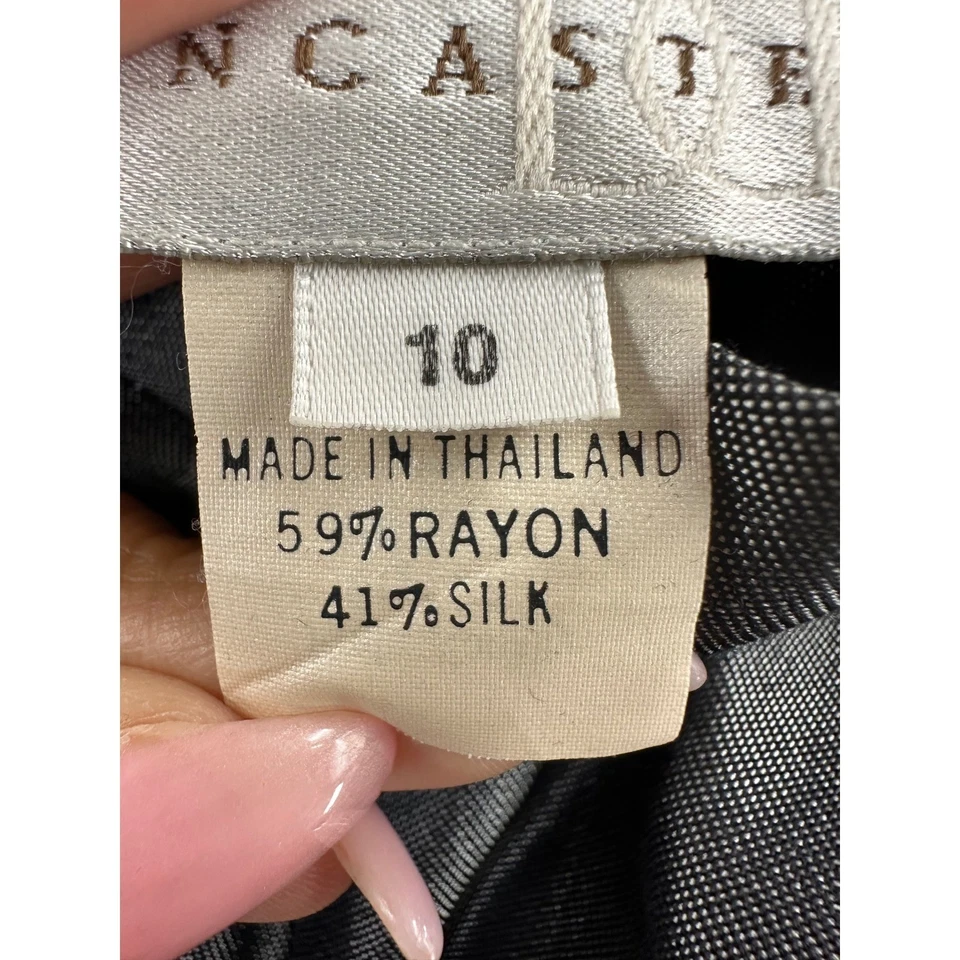 NCASTE
10
MADE IN THAILAND
59% RAYON
41% SILK